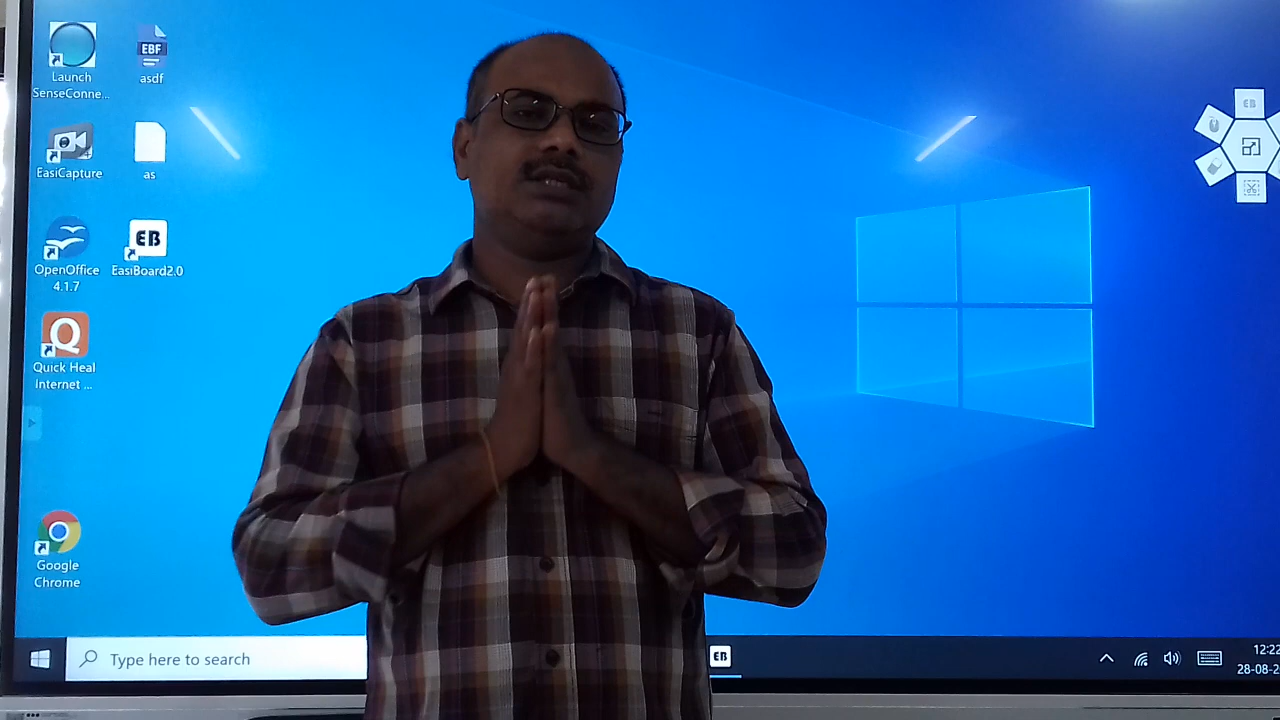 Launch
SenseConne...
EBF
asdf
EasiCapture
as
OpenOffice
4.1.7
EB
EasiBoard2.0
Q
Quick Heal
Internet ...
Google
Chrome
EB
Type here to search
EB
12:22
28-08-2